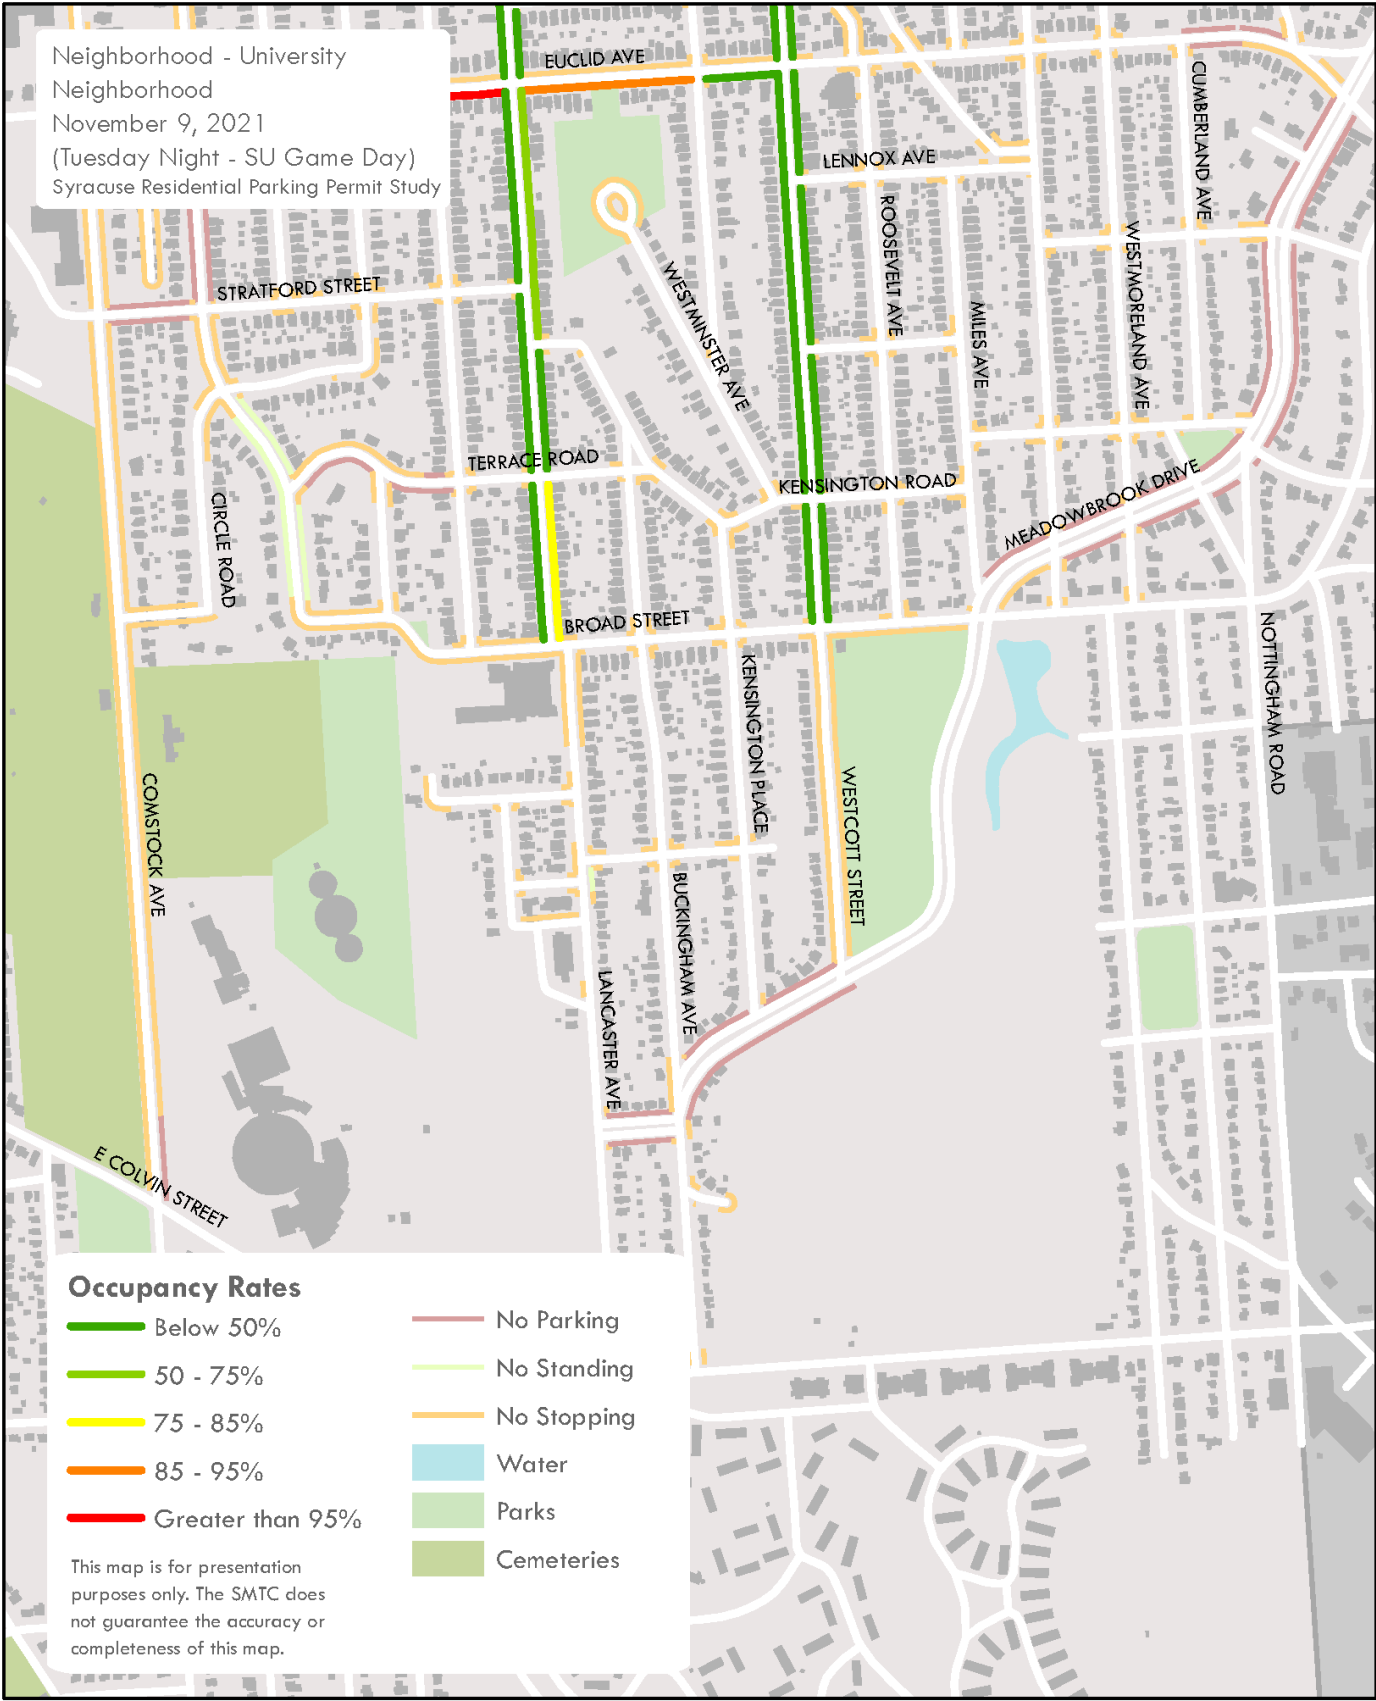 Neighborhood - University
Neighborhood
November 9, 2021
(Tuesday Night - SU Game Day)
Syracuse Residential Parking Permit Study
EUCLID AVE
CUMBERLAND AVE
LENNOX AVE
ROOSEVELT AVE
WESTMORELAND AVE
STRATFORD STREET
WESTMINSTER AVE
MILES AVE
TERRACE ROAD
KENSINGTON ROAD
MEADOWBROOK DRIVE
CIRCLE ROAD
BROAD STREET
NOTTINGHAM ROAD
KENSINGTON PLACE
COMSTOCK AVE
WESTCOTT STREET
BUCKINGHAM AVE
LANCASTER AVE
E COLVIN STREET
Occupancy Rates
Below 50%
50 - 75%
75 - 85%
85 - 95%
Greater than 95%
No Parking
No Standing
No Stopping
Water
Parks
Cemeteries
This map is for presentation
purposes only. The SMTC does
not guarantee the accuracy or
completeness of this map.